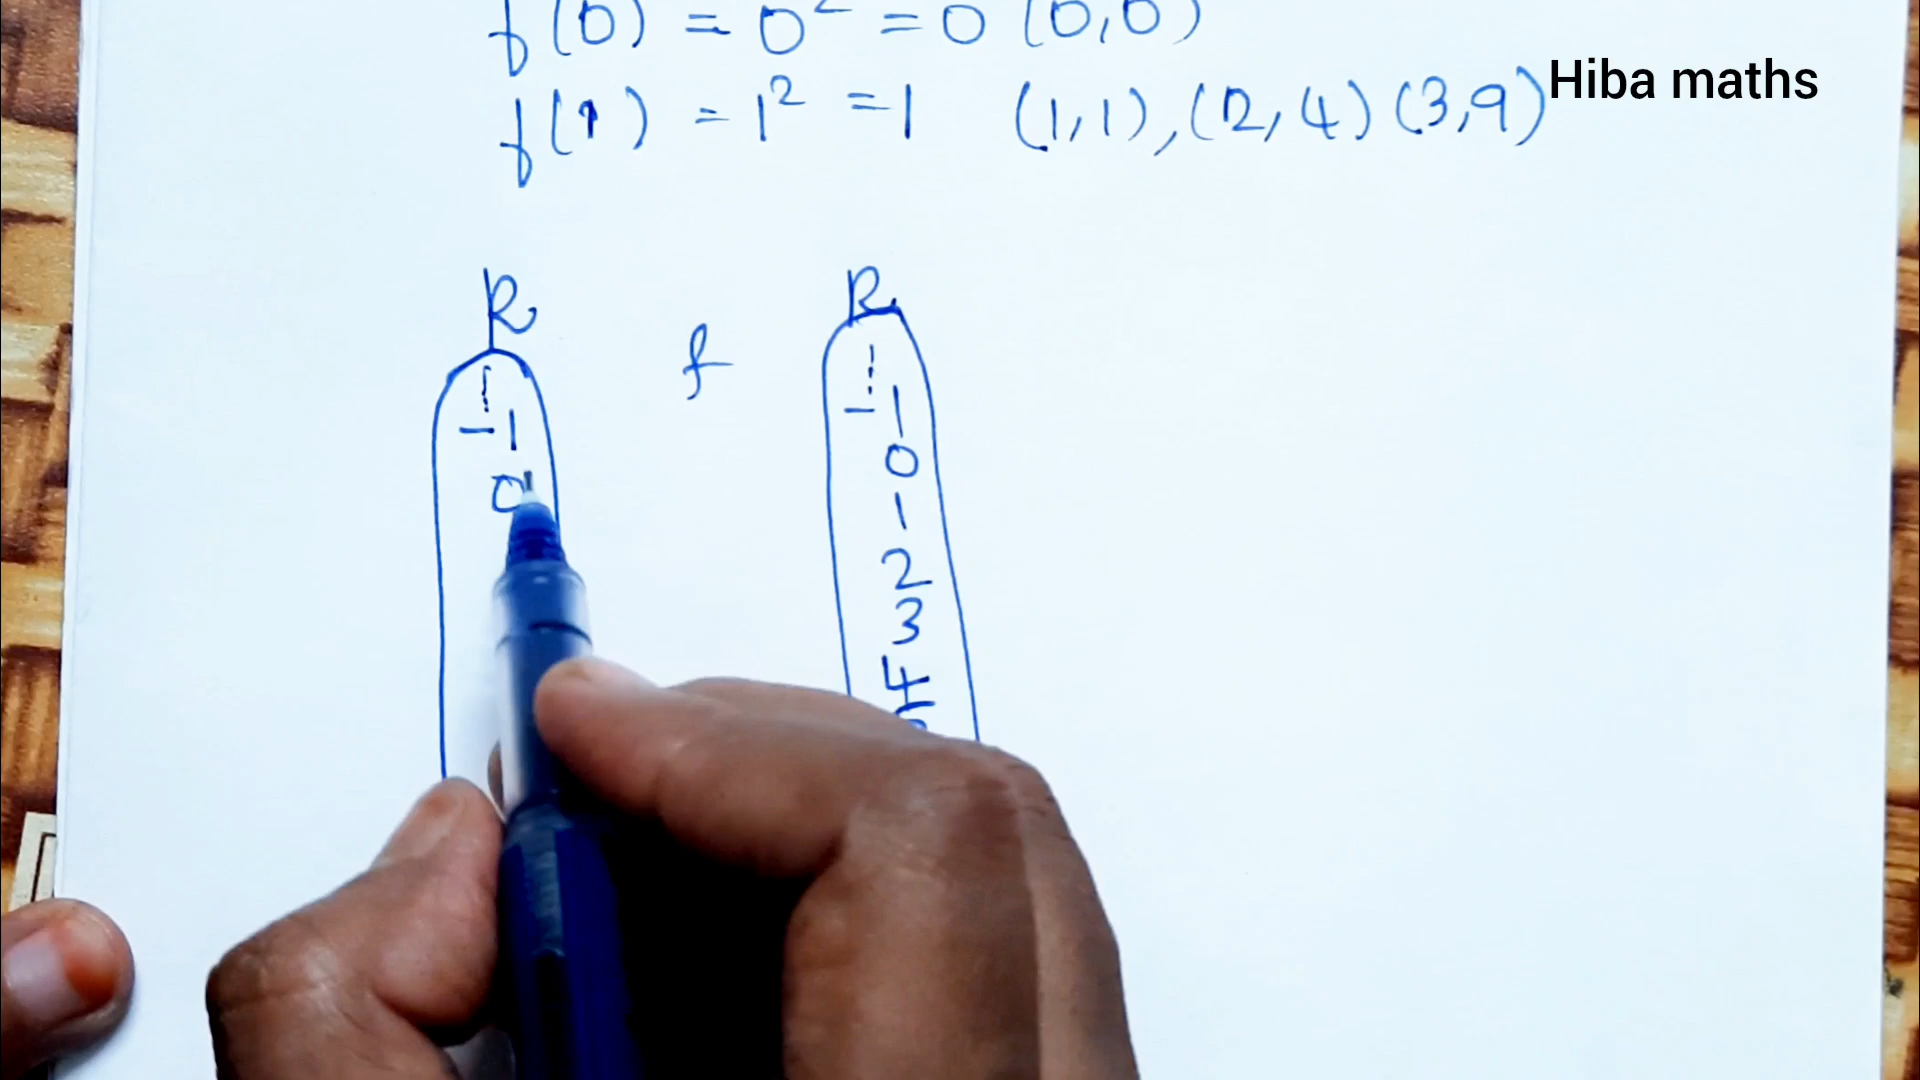 f(0) = 0² = 0 (0,0)
f(1) = 1² = 1 (1,1), (2,4) (3,9)
Hiba maths
R f R
-1
0
-1
0
1
2
3
4